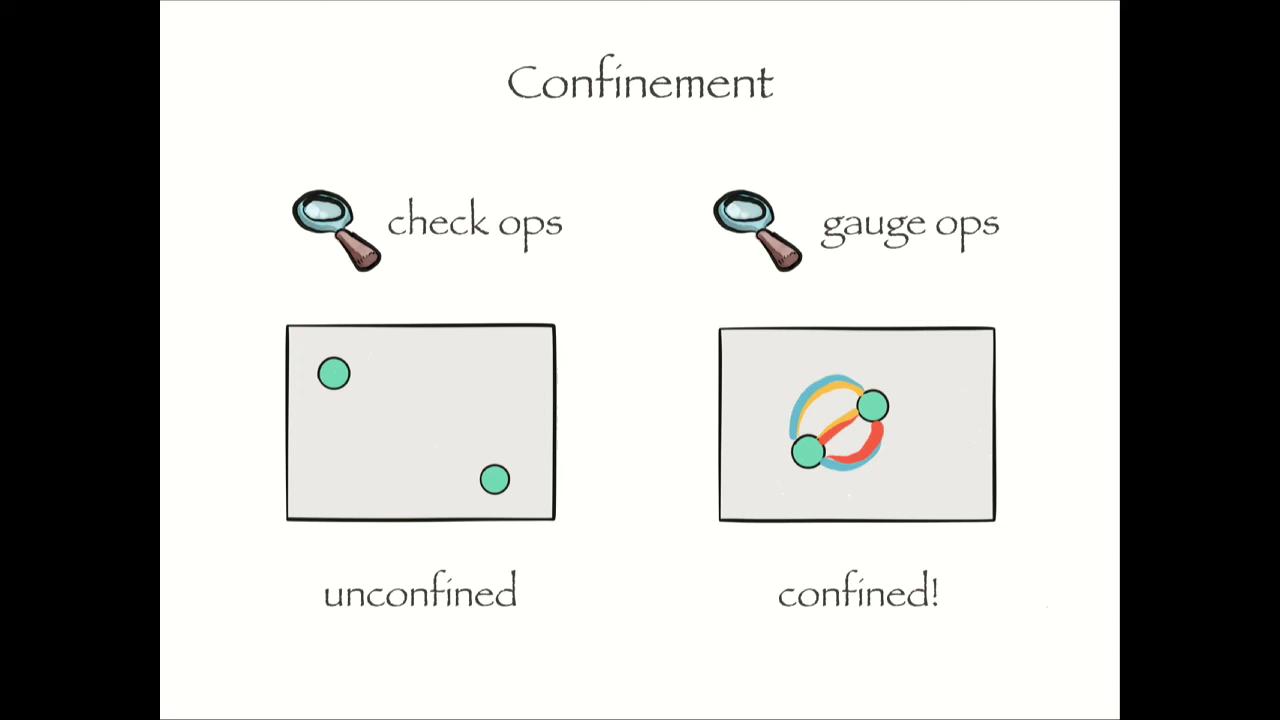 Confinement
check ops
gauge ops
unconfined
confined!